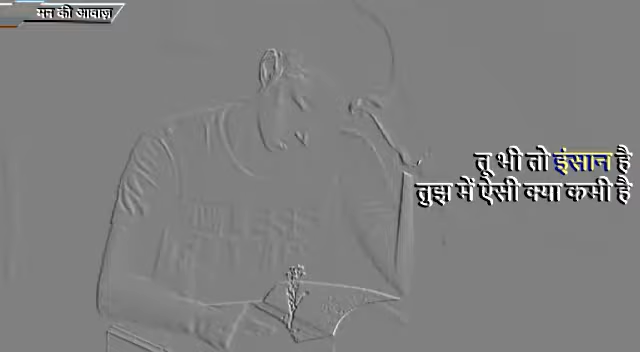 मन की आवाज़
तू भी तो इंसान है
तुझ में ऐसी क्या कमी है